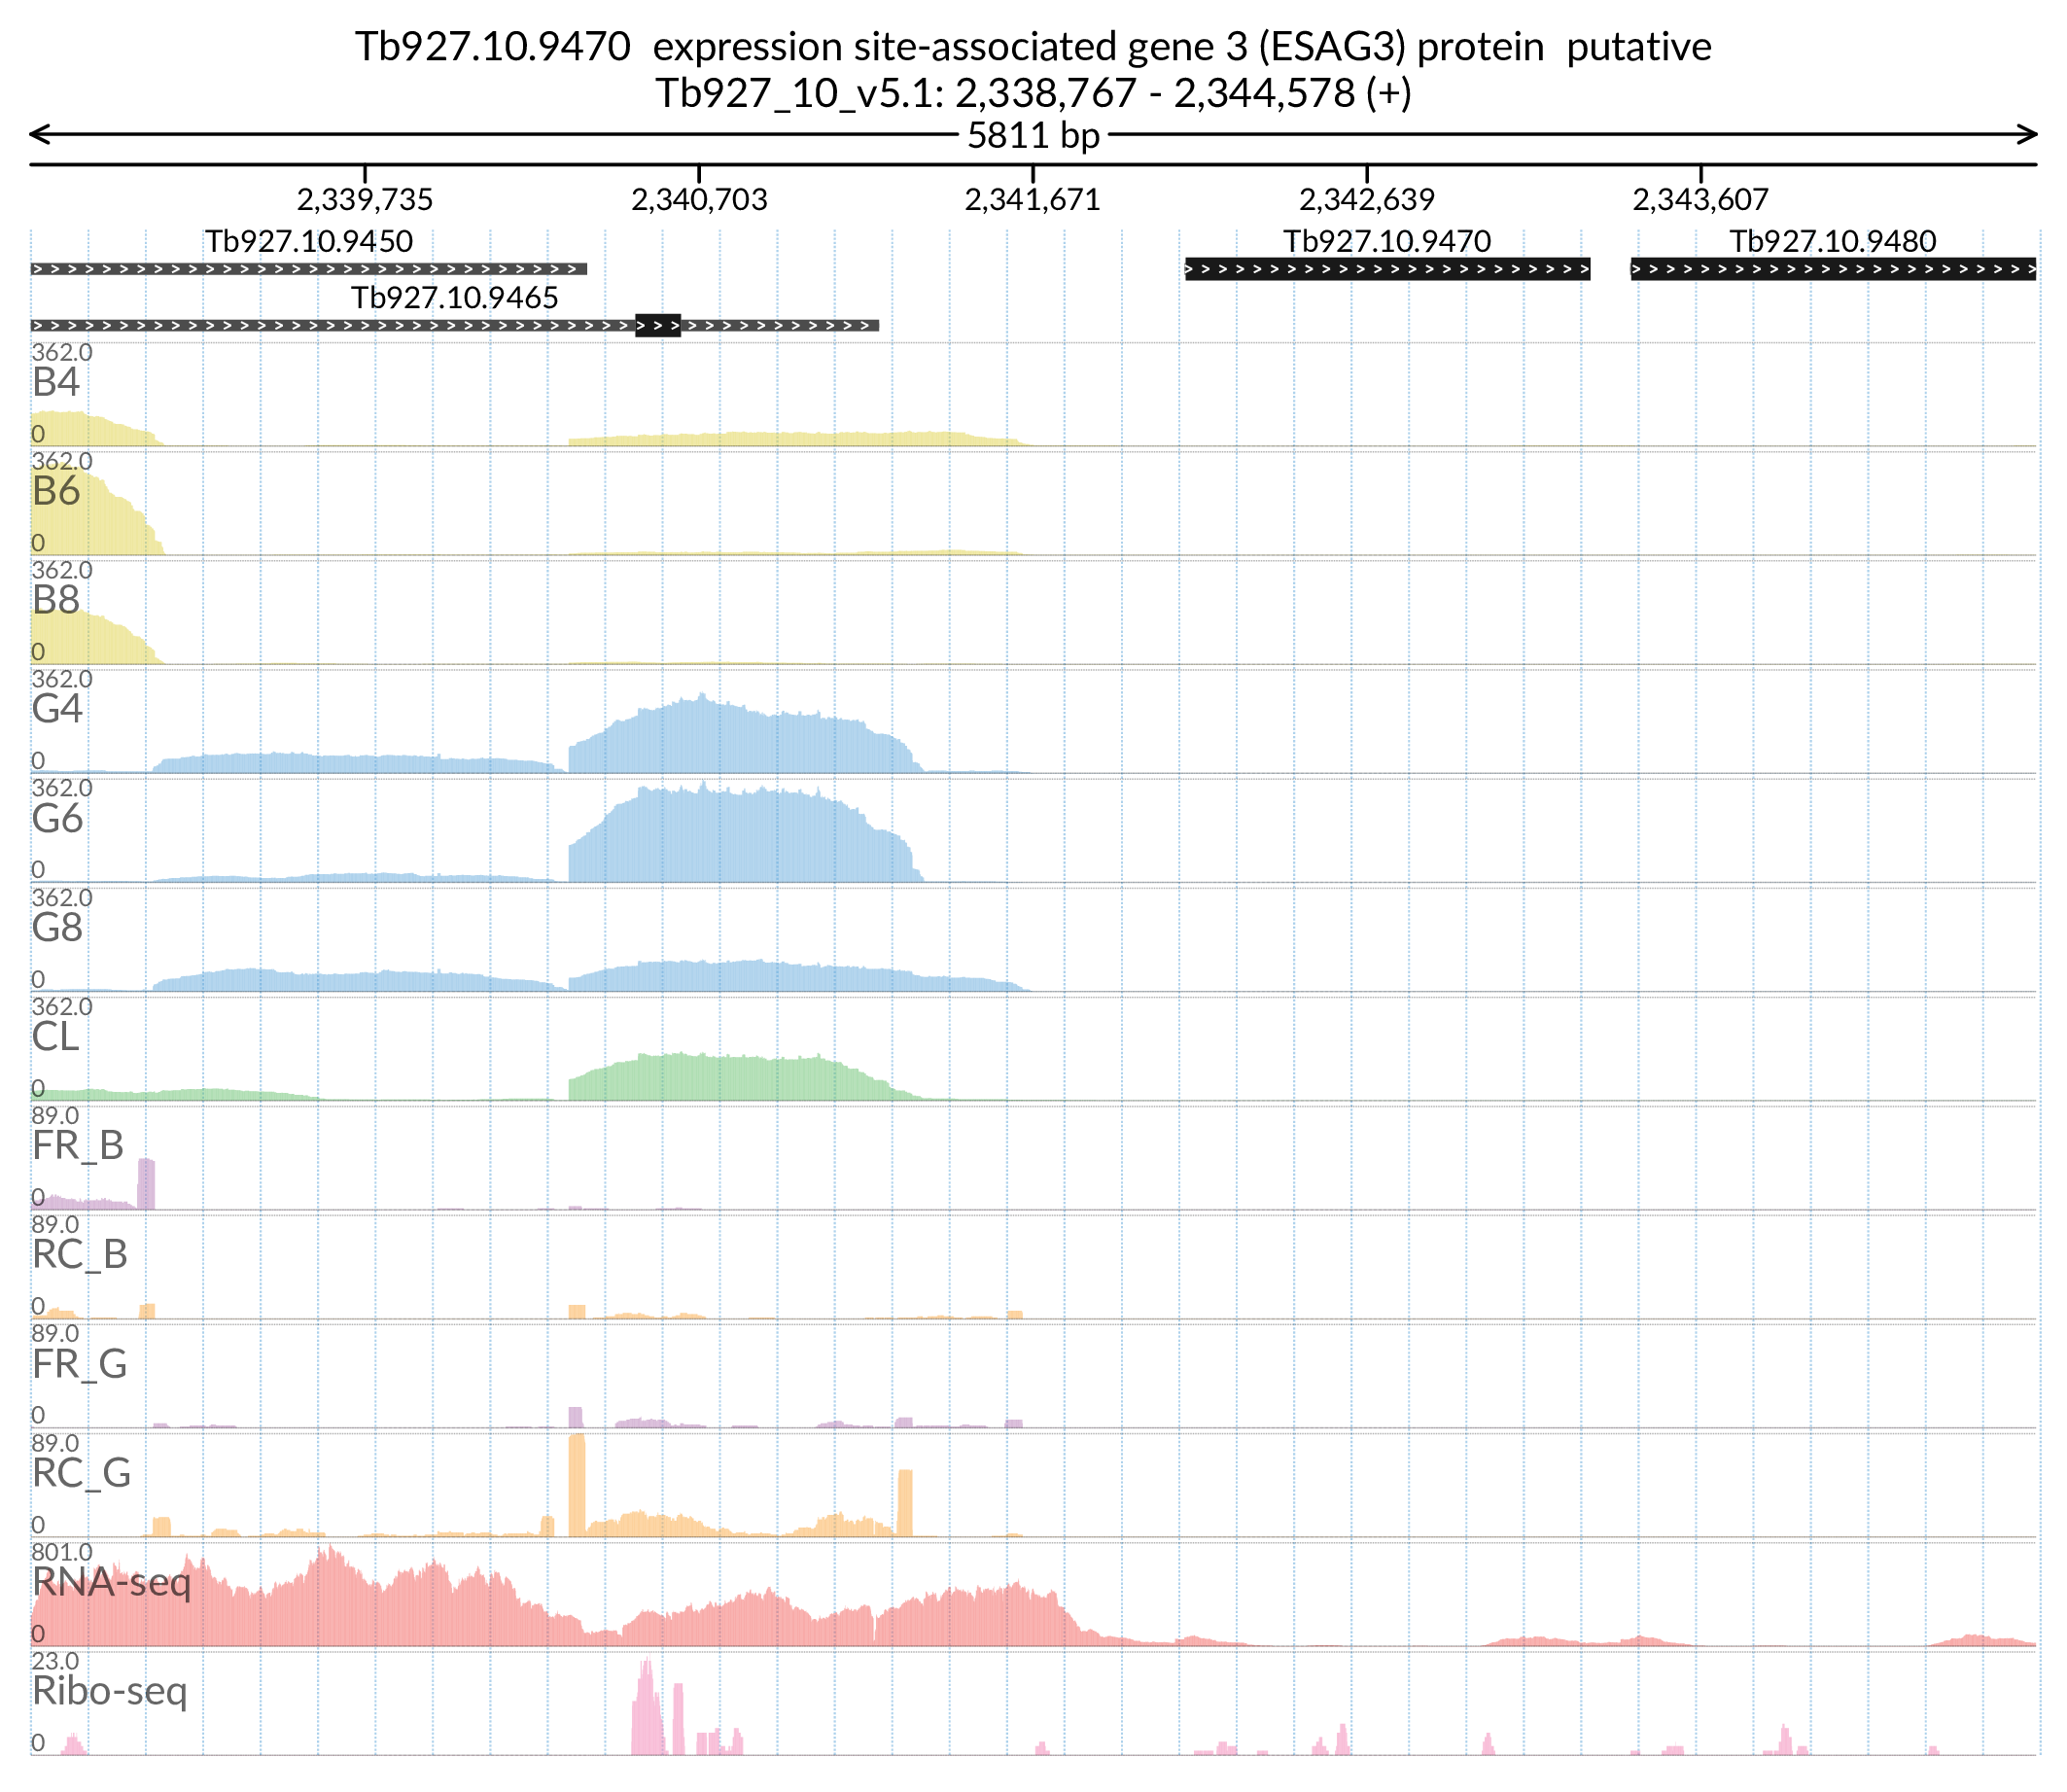 Tb927.10.9470  expression site-associated gene 3 (ESAG3) protein  putative
Tb927_10_v5.1: 2,338,767 - 2,344,578 (+)
5811 bp
2,339,735 2,340,703 2,341,671 2,342,639 2,343,607
Tb927.10.9450 Tb927.10.9470 Tb927.10.9480
Tb927.10.9465
362.0
B4
0
362.0
B6
0
362.0
B8
0
362.0
G4
0
362.0
G6
0
362.0
G8
0
362.0
CL
0
89.0
FR_B
0
89.0
RC_B
0
89.0
FR_G
0
89.0
RC_G
0
801.0
RNA-seq
0
23.0
Ribo-seq
0